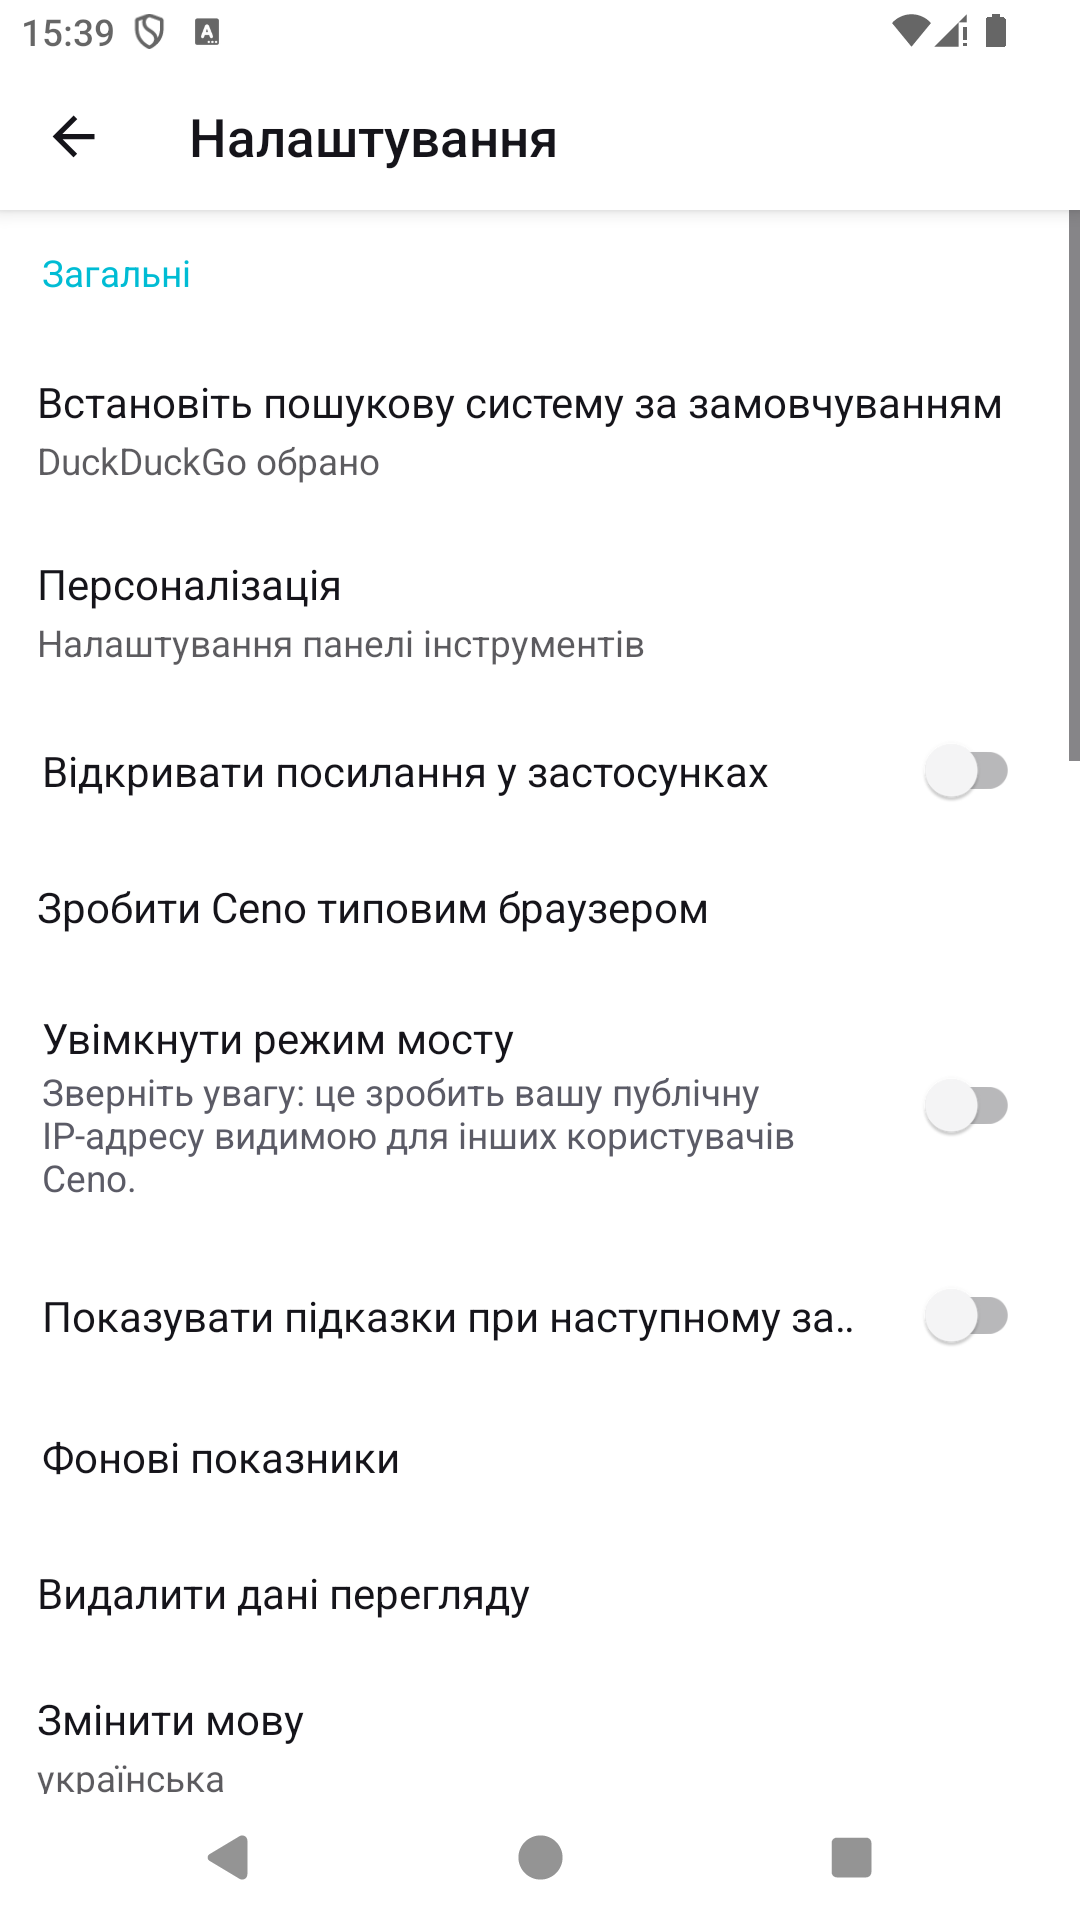 15:39
Налаштування
Загальні
Встановіть пошукову систему за замовчуванням
DuckDuckGo обрано
Персоналізація
Налаштування панелі інструментів
Відкривати посилання у застосунках
Зробити Ceno типовим браузером
Увімкнути режим мосту
Зверніть увагу: це зробить вашу публічну
IP-адресу видимою для інших користувачів
Ceno.
Показувати підказки при наступному за..
Фонові показники
Видалити дані перегляду
Змінити мову
українська